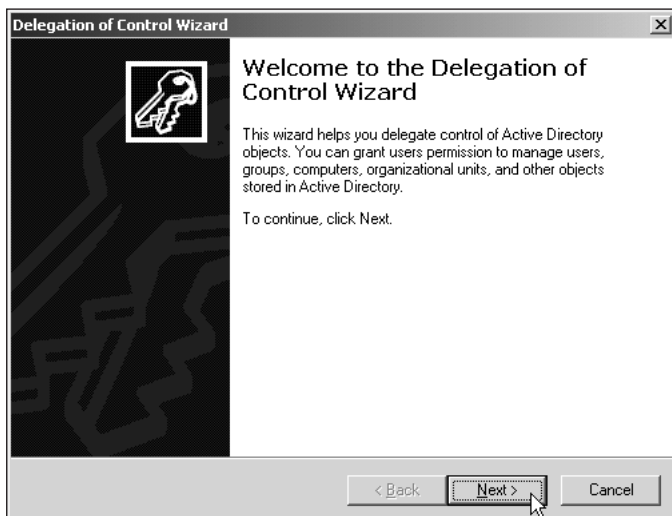 Delegation of Control Wizard
Welcome to the Delegation of
Control Wizard
This wizard helps you delegate control of Active Directory
objects. You can grant users permission to manage users,
groups, computers, organizational units, and other objects
stored in Active Directory.
To continue, click Next.
< Back
Next >
Cancel